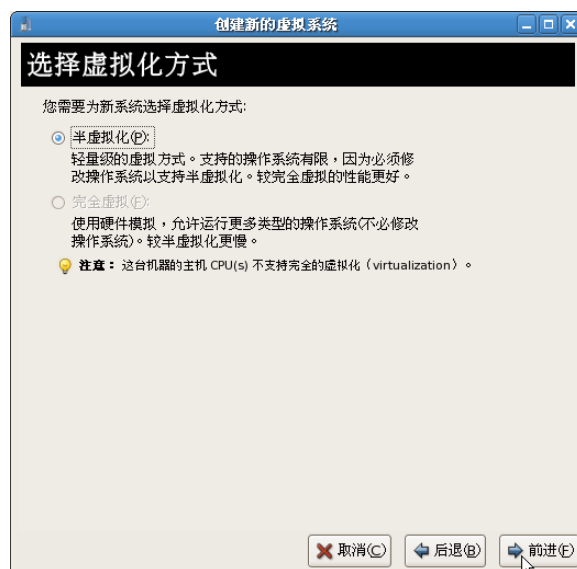 创建新的虚拟系统
选择虚拟化方式
您需要为新系统选择虚拟化方式:
半虚拟化(P):
轻量级的虚拟方式。支持的操作系统有限，因为必须修
改操作系统以支持半虚拟化。较完全虚拟的性能更好。
完全虚拟(F):
使用硬件模拟，允许运行更多类型的操作系统(不必修改
操作系统)。较半虚拟化更慢。
注意： 这台机器的主机 CPU(s) 不支持完全的虚拟化（virtualization）。
取消(C)
后退(B)
前进(F)